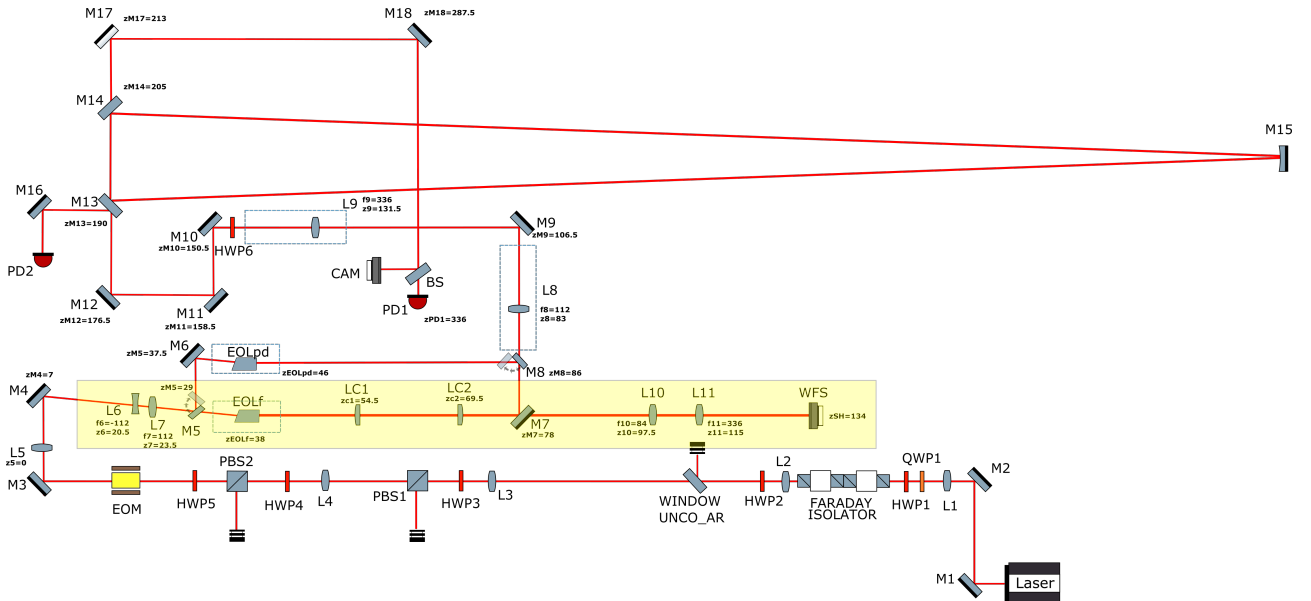 M17
zM17=213
M18
zM18=287.5
M14
zM14=205
M15
M16
M13
zM13=190
PD2
L9
f9=336
z9=131.5
M10
zM10=150.5
HWP6
M9
zM9=106.5
CAM
BS
PD1
zPD1=336
L8
f8=112
z8=83
M12
zM12=176.5
M11
zM11=158.5
M6
zM5=37.5
EOLpd
zEOLpd=46
M8
zM8=86
M4
zM4=7
zM5=29
M5
L6
f6=-112
z6=20.5
L7
f7=112
z7=23.5
EOLf
zEOLf=38
LC1
zc1=54.5
LC2
zc2=69.5
M7
zM7=78
L10
f10=84
z10=97.5
L11
f11=336
z11=115
WFS
zSH=134
L5
z5=0
M3
EOM
HWP5
PBS2
HWP4
L4
PBS1
HWP3
L3
WINDOW
UNCO_AR
HWP2
L2
FARADAY
ISOLATOR
QWP1
HWP1
L1
M2
M1
Laser